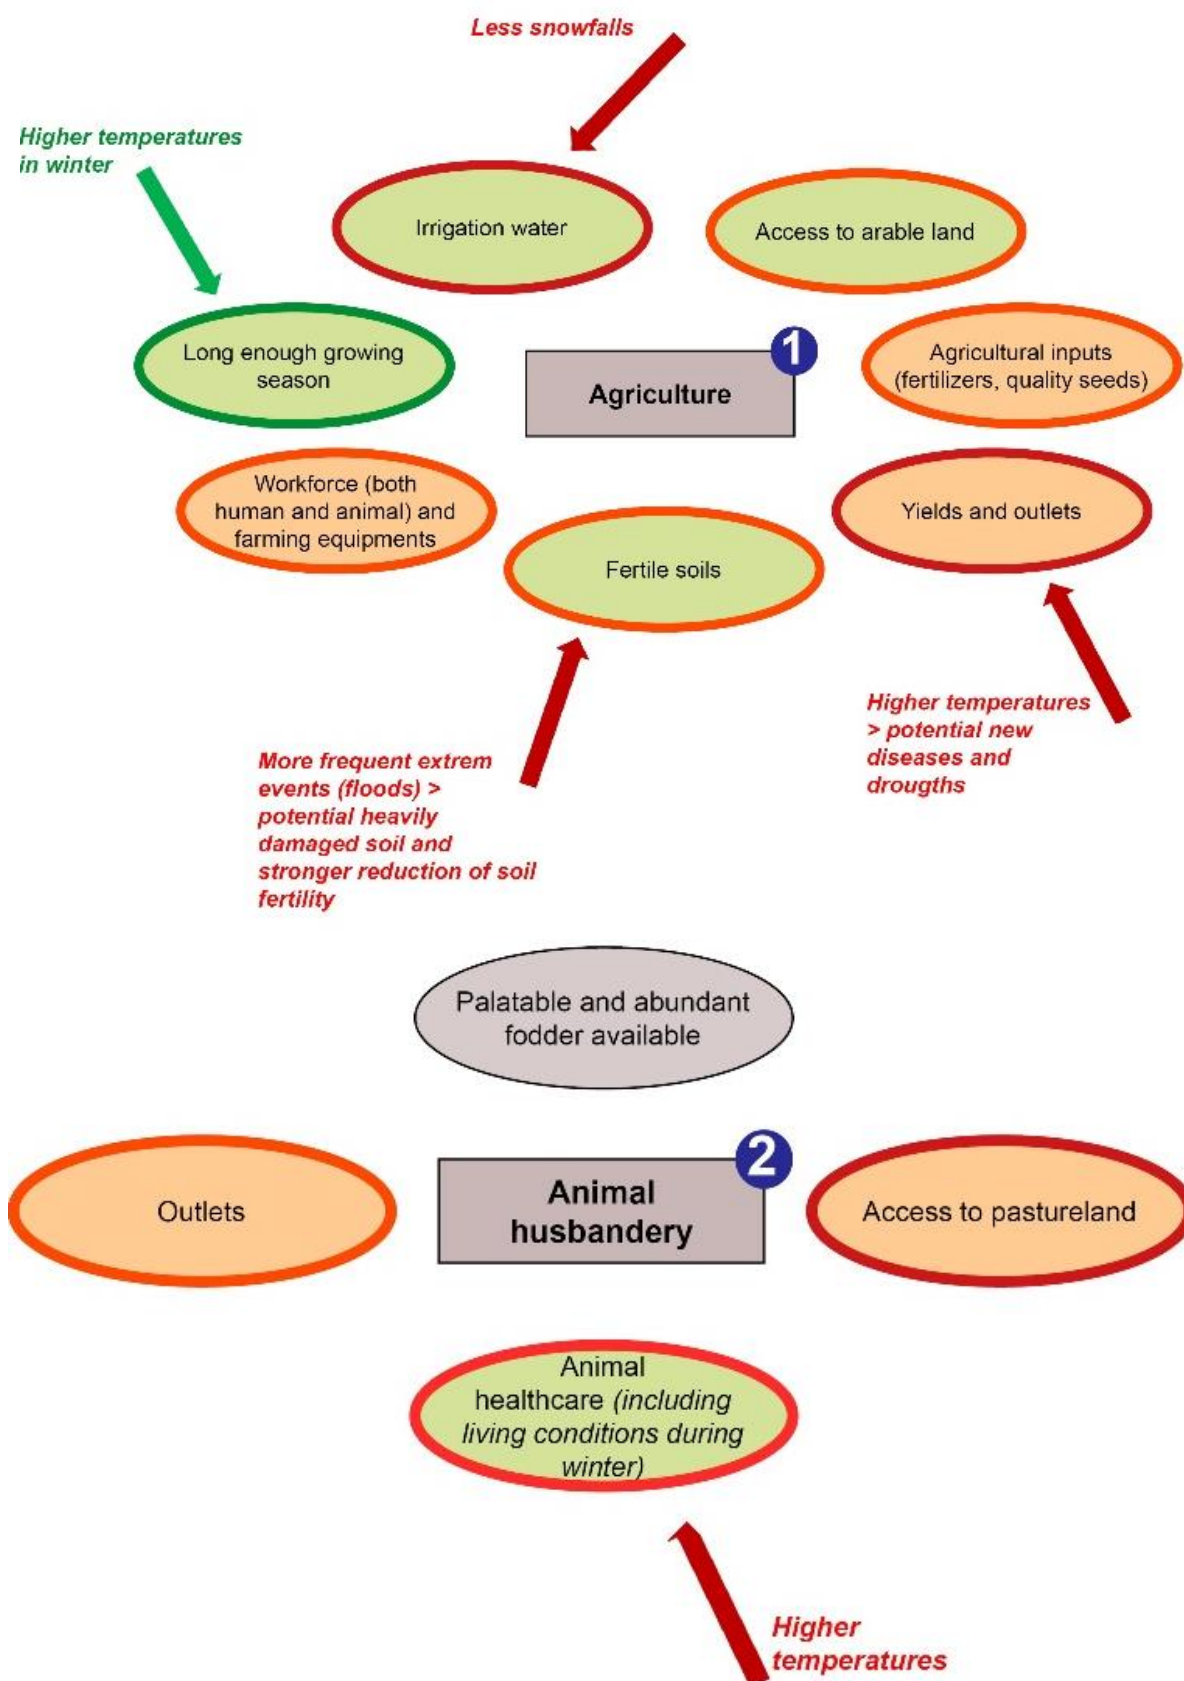 Less snowfalls
Higher temperatures
in winter
Irrigation water
Access to arable land
Long enough growing
season
1
Agriculture
Agricultural inputs
(fertilizers, quality seeds)
Workforce (both
human and animal) and
farming equipments
Yields and outlets
Fertile soils
Higher temperatures
> potential new
diseases and
drougths
More frequent extrem
events (floods) >
potential heavily
damaged soil and
stronger reduction of soil
fertility
Palatable and abundant
fodder available
2
Outlets
Animal
husbandery
Access to pastureland
Animal
healthcare (including
living conditions during
winter)
Higher
temperatures